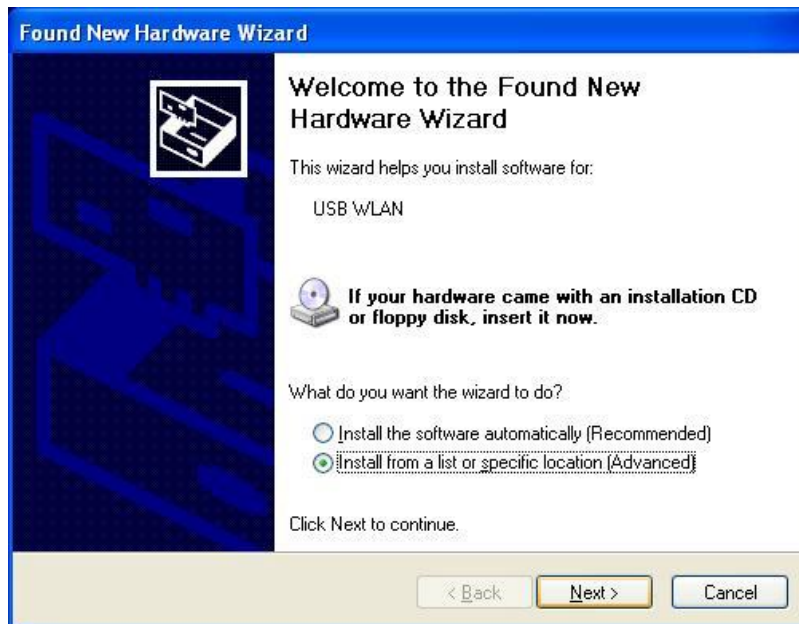 Found New Hardware Wizard
Welcome to the Found New
Hardware Wizard
This wizard helps you install software for:
USB WLAN
If your hardware came with an installation CD
or floppy disk, insert it now.
What do you want the wizard to do?
Install the software automatically (Recommended)
Install from a list or specific location (Advanced)
Click Next to continue.
< Back Next > Cancel